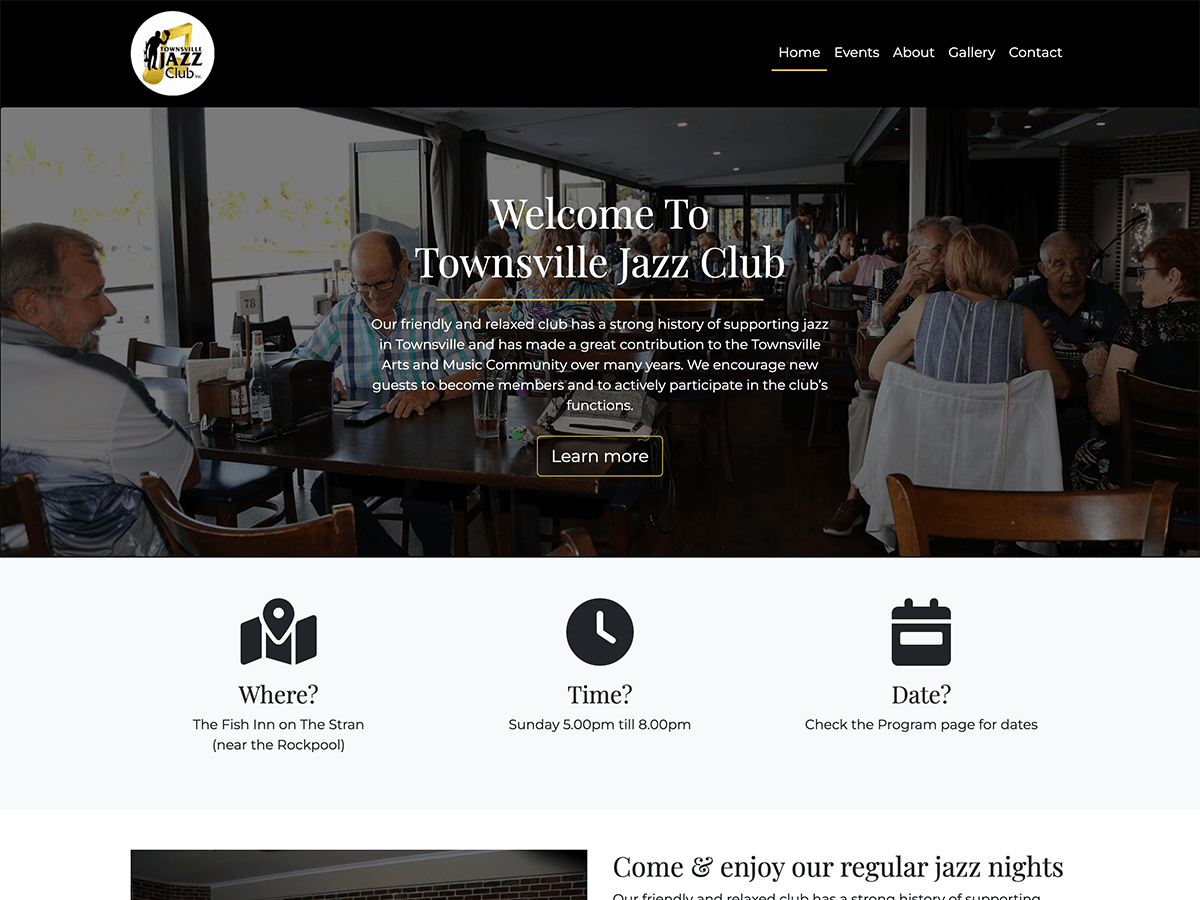 TOWNSVILLE
JAZZ
Club Inc.
Home Events About Gallery Contact
78
Welcome To
Townsville Jazz Club
Our friendly and relaxed club has a strong history of supporting jazz
in Townsville and has made a great contribution to the Townsville
Arts and Music Community over many years. We encourage new
guests to become members and to actively participate in the club’s
functions.
Learn more
Where?
The Fish Inn on The Stran
(near the Rockpool)
Time?
Sunday 5.00pm till 8.00pm
Date?
Check the Program page for dates
Come & enjoy our regular jazz nights
Our friendly and relaxed club has a strong history of supporting